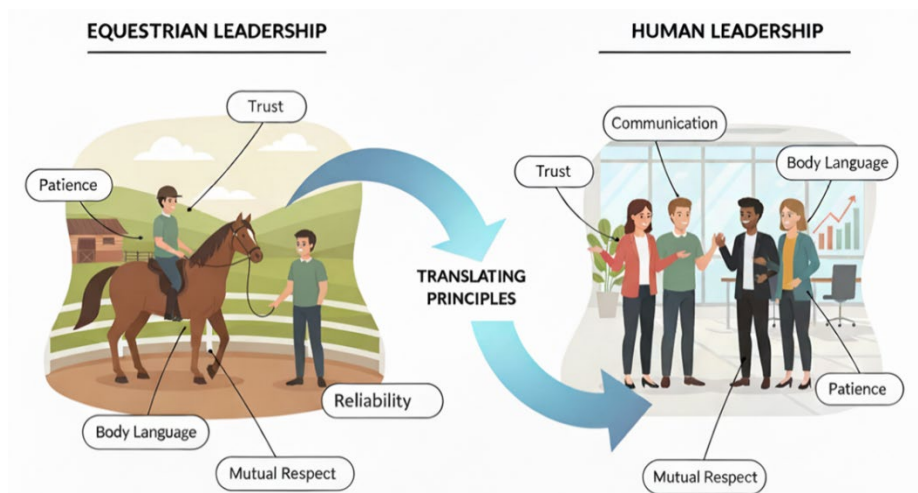 EQUESTRIAN LEADERSHIP
Trust
Patience
Body Language
Reliability
Mutual Respect
TRANSLATING
PRINCIPLES
HUMAN LEADERSHIP
Communication
Trust
Body Language
Patience
Mutual Respect